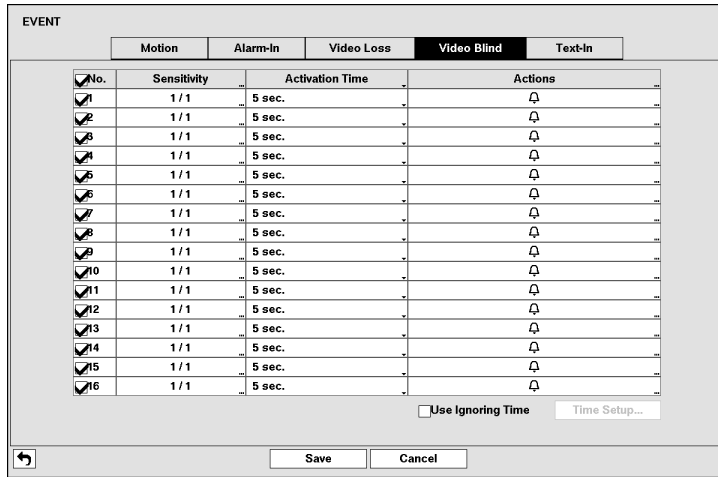 EVENT
Motion Alarm-In Video Loss Video Blind Text-In
No. Sensitivity ... Activation Time Actions ...
1 1 / 1 ... 5 sec. ...
2 1 / 1 ... 5 sec. ...
3 1 / 1 ... 5 sec. ...
4 1 / 1 ... 5 sec. ...
5 1 / 1 ... 5 sec. ...
6 1 / 1 ... 5 sec. ...
7 1 / 1 ... 5 sec. ...
8 1 / 1 ... 5 sec. ...
9 1 / 1 ... 5 sec. ...
10 1 / 1 ... 5 sec. ...
11 1 / 1 ... 5 sec. ...
12 1 / 1 ... 5 sec. ...
13 1 / 1 ... 5 sec. ...
14 1 / 1 ... 5 sec. ...
15 1 / 1 ... 5 sec. ...
16 1 / 1 ... 5 sec. ...
Use Ignoring Time Time Setup...
Save Cancel